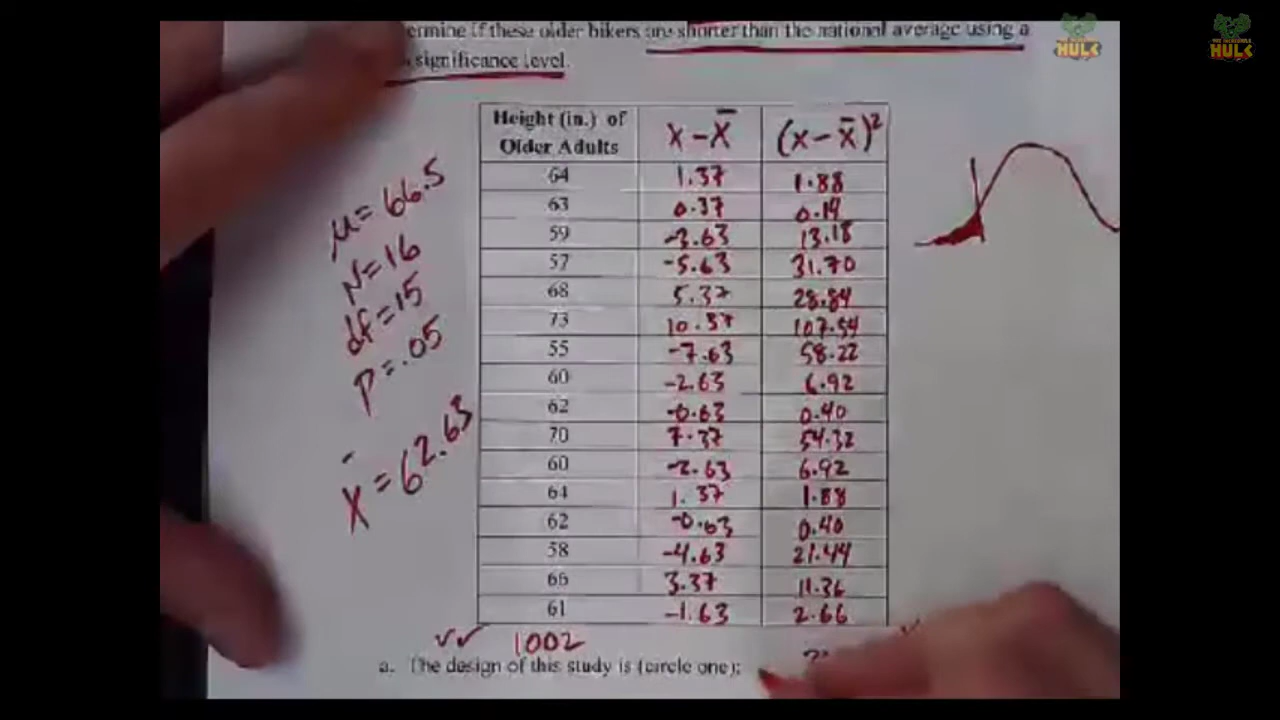 ermine if these older bikers are shorter than the national average using a
significance level.
HULK
HULK
Height (in.) of Older Adults X - X̄ (x - x̄)²
64 1.37 1.88
63 0.37 0.14
59 -3.63 13.18
57 -5.63 31.70
68 5.37 28.84
73 10.37 107.54
55 -7.63 58.22
60 -2.63 6.92
62 -0.63 0.40
70 7.37 54.32
60 -2.63 6.92
64 1.37 1.88
62 -0.63 0.40
58 -4.63 21.44
66 3.37 11.36
61 -1.63 2.66
1002
μ = 66.5
N = 16
df = 15
P = .05
X̄ = 62.63
a. The design of this study is (circle one):